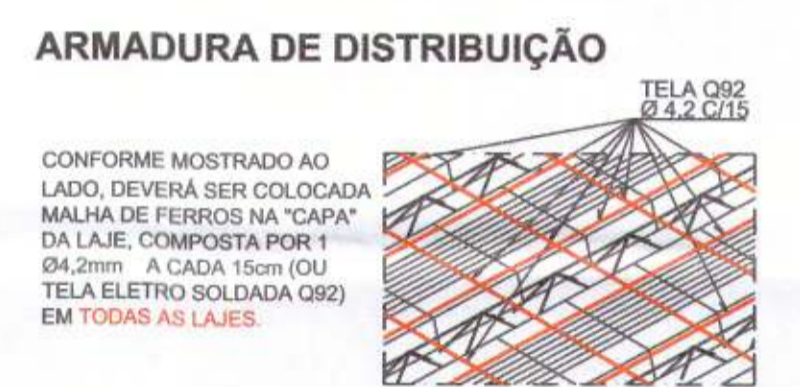 ARMADURA DE DISTRIBUIÇÃO
TELA Q92
Ø 4,2 C/15
CONFORME MOSTRADO AO
LADO, DEVERÁ SER COLOCADA
MALHA DE FERROS NA "CAPA"
DA LAJE, COMPOSTA POR 1
Ø4,2mm A CADA 15cm (OU
TELA ELETRO SOLDADA Q92)
EM TODAS AS LAJES.